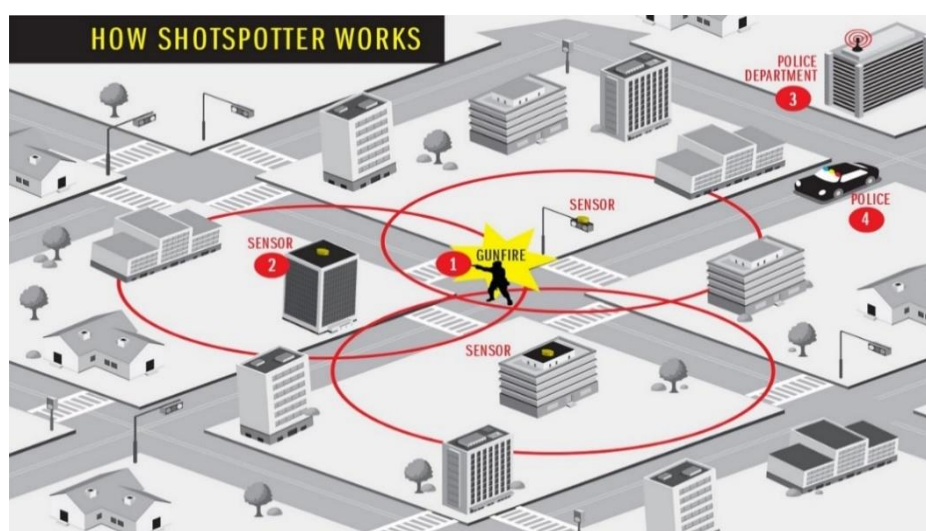 HOW SHOTSPOTTER WORKS
POLICE
DEPARTMENT
3
SENSOR
POLICE
4
SENSOR
2
1
GUNFIRE
SENSOR